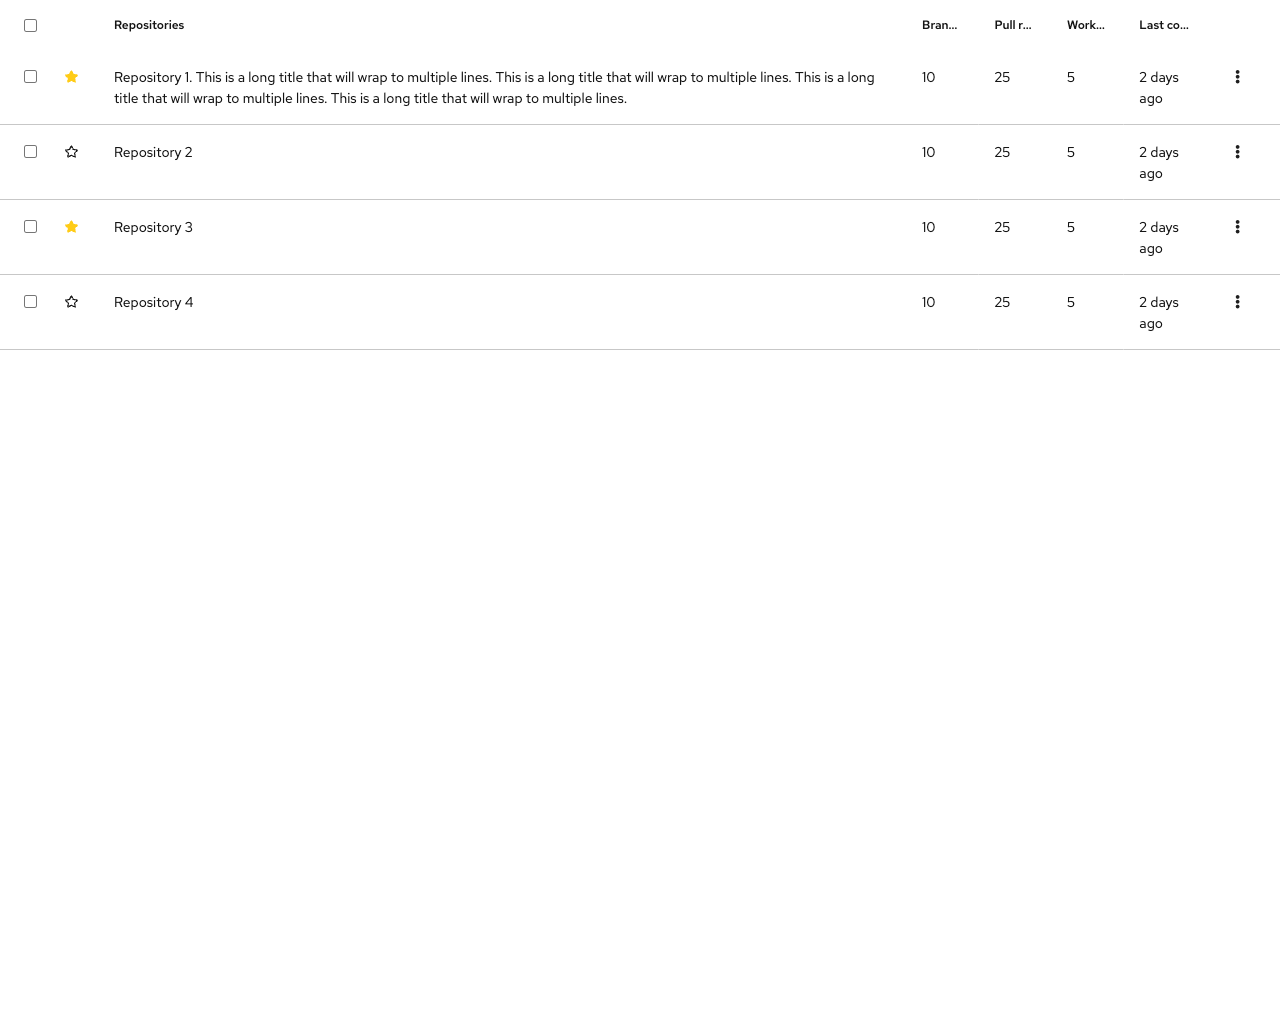 Repositories Bran... Pull r... Work... Last co...
Repository 1. This is a long title that will wrap to multiple lines. This is a long title that will wrap to multiple lines. This is a long 10 25 5 2 days
title that will wrap to multiple lines. This is a long title that will wrap to multiple lines. ago
Repository 2 10 25 5 2 days
ago
Repository 3 10 25 5 2 days
ago
Repository 4 10 25 5 2 days
ago